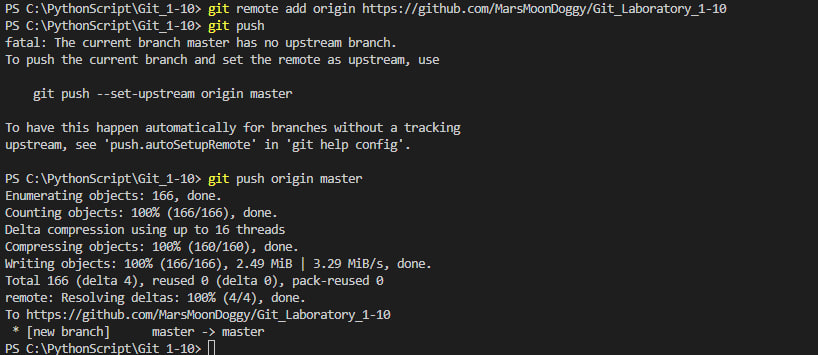 PS C:\PythonScript\Git_1-10> git remote add origin https://github.com/MarsMoonDoggy/Git_Laboratory_1-10
PS C:\PythonScript\Git_1-10> git push
fatal: The current branch master has no upstream branch.
To push the current branch and set the remote as upstream, use

    git push --set-upstream origin master

To have this happen automatically for branches without a tracking
upstream, see 'push.autoSetupRemote' in 'git help config'.

PS C:\PythonScript\Git_1-10> git push origin master
Enumerating objects: 166, done.
Counting objects: 100% (166/166), done.
Delta compression using up to 16 threads
Compressing objects: 100% (160/160), done.
Writing objects: 100% (166/166), 2.49 MiB | 3.29 MiB/s, done.
Total 166 (delta 4), reused 0 (delta 0), pack-reused 0
remote: Resolving deltas: 100% (4/4), done.
To https://github.com/MarsMoonDoggy/Git_Laboratory_1-10
 * [new branch]      master -> master
PS C:\PythonScript\Git_1-10>